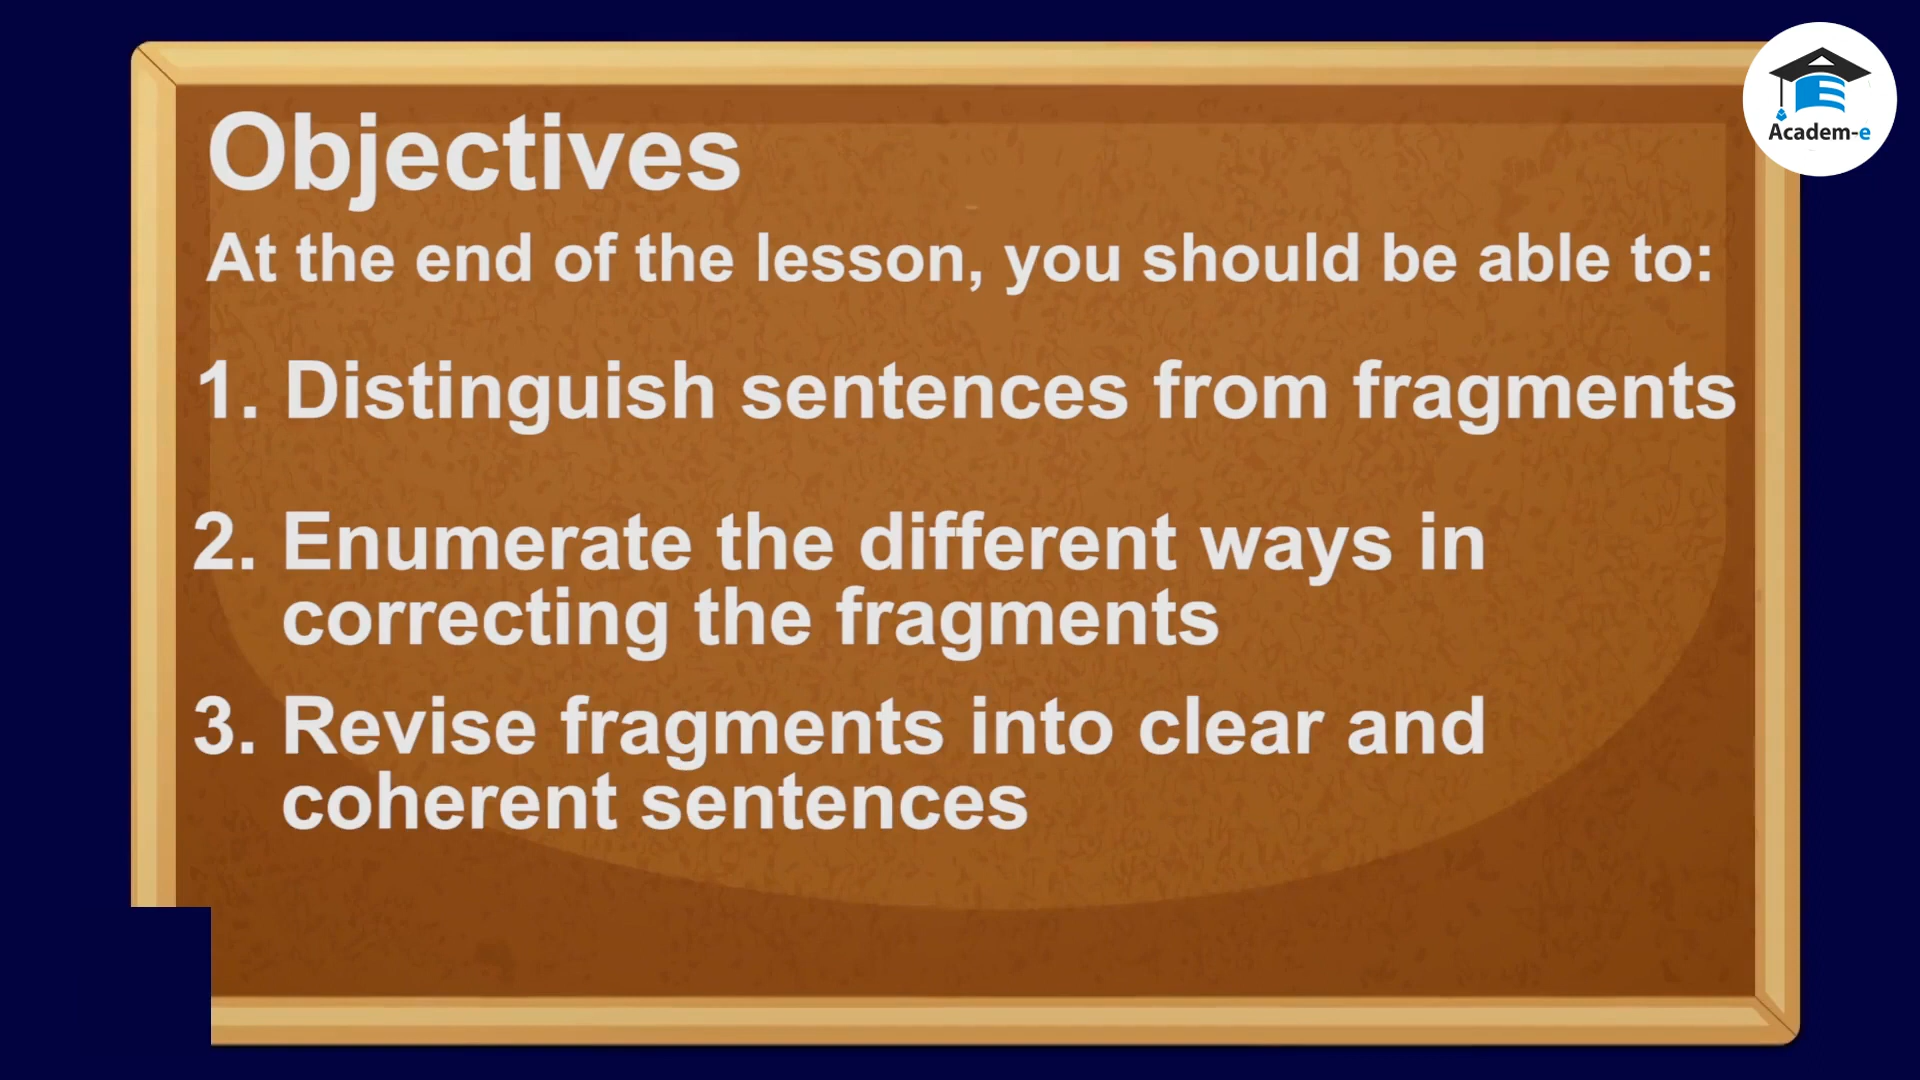 Academ-e
Objectives
At the end of the lesson, you should be able to:
1. Distinguish sentences from fragments
2. Enumerate the different ways in
correcting the fragments
3. Revise fragments into clear and
coherent sentences